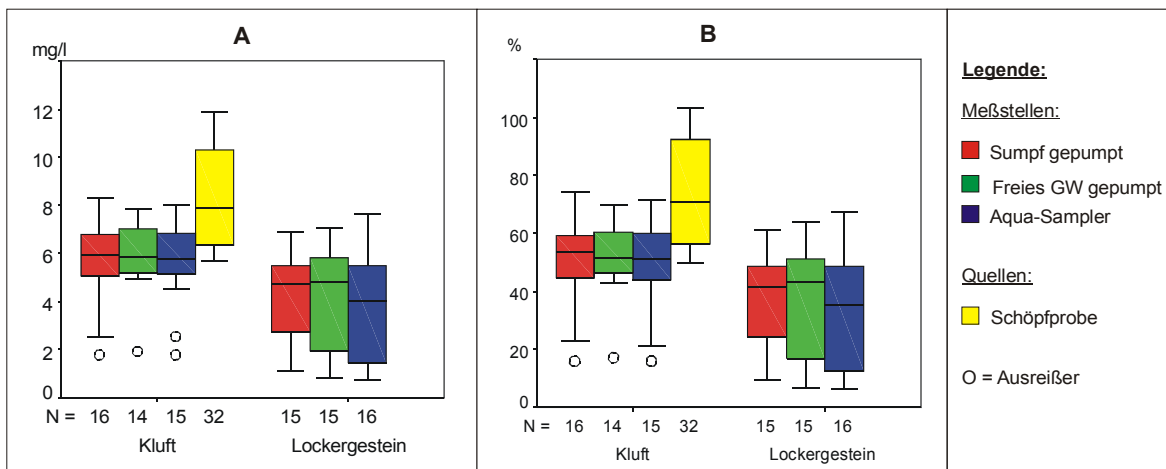 A
mg/l
12
10
8
6
4
2
0
N = 16 14 15 32 15 15 16
Kluft Lockergestein
B
%
100
80
60
40
20
0
N = 16 14 15 32 15 15 16
Kluft Lockergestein
Legende:
Meßstellen:
Sumpf gepumpt
Freies GW gepumpt
Aqua-Sampler
Quellen:
Schöpfprobe
O = Ausreißer